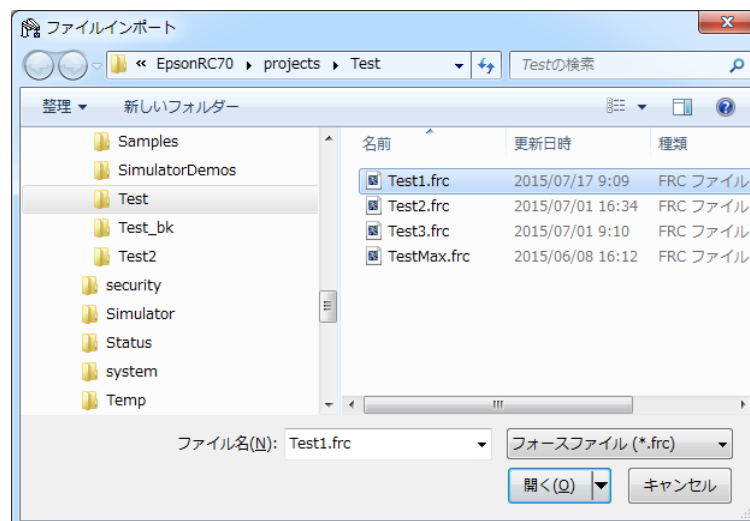 ファイルインポート
« EpsonRC70 › projects › Test
Testの検索
整理 新しいフォルダー
Samples
SimulatorDemos
Test
Test_bk
Test2
security
Simulator
Status
system
Temp
名前 更新日時 種類
Test1.frc 2015/07/17 9:09 FRC ファイル
Test2.frc 2015/07/01 16:34 FRC ファイル
Test3.frc 2015/07/01 9:10 FRC ファイル
TestMax.frc 2015/06/08 16:12 FRC ファイル
ファイル名(N): Test1.frc
フォースファイル (*.frc)
開く(O) キャンセル